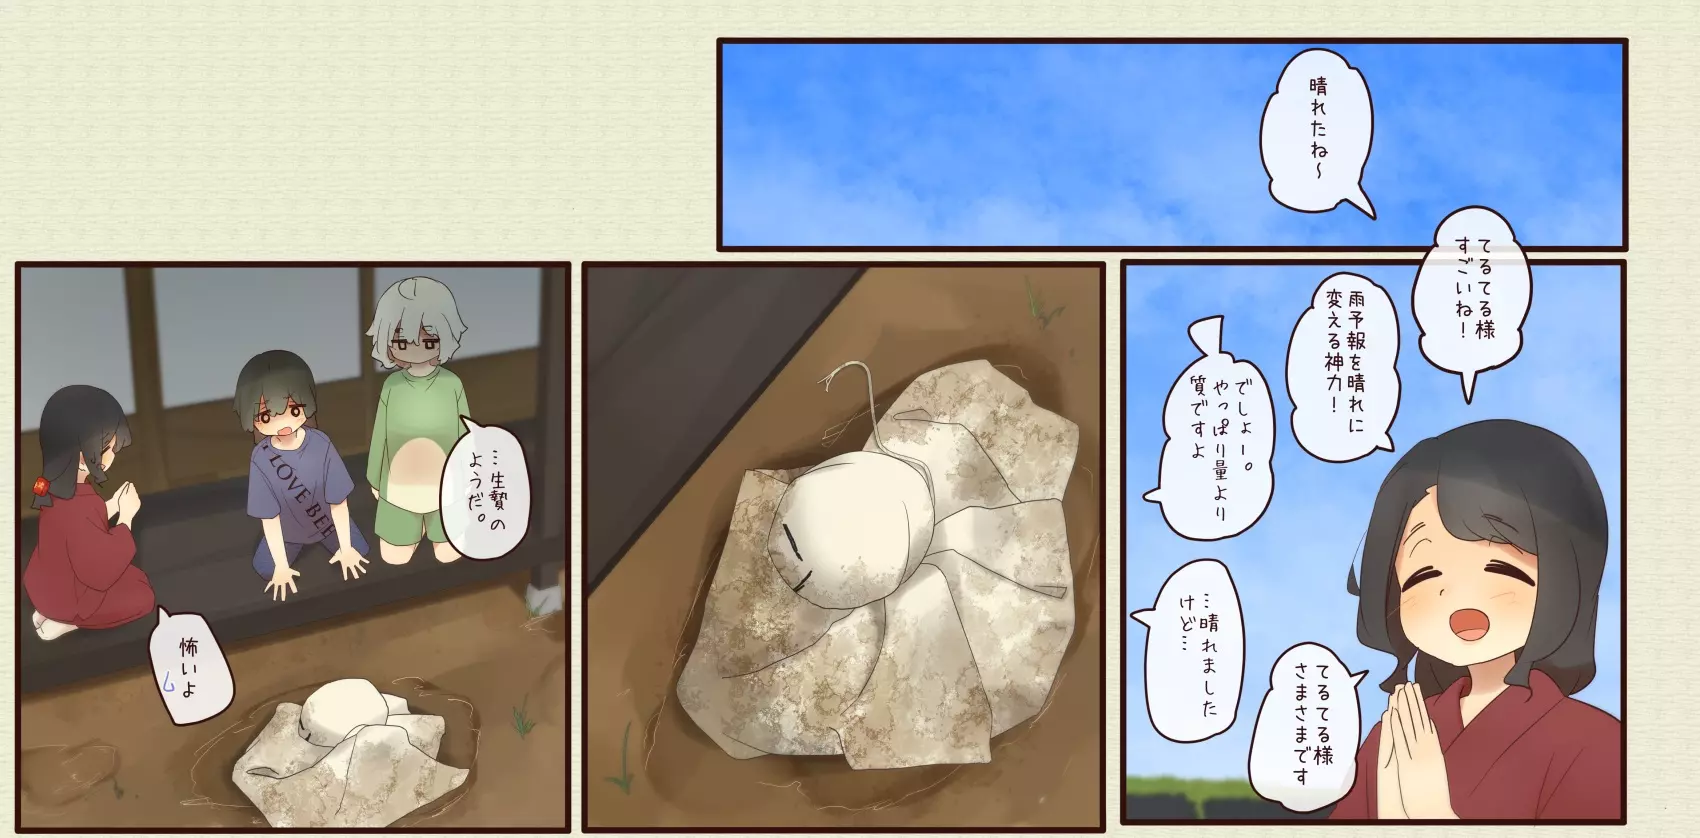 晴れたね～
てるてる様
すごいね！
雨予報を晴れに
変える神力！
でしょー。
やっぱり量より
質ですよ
…晴れました
けど…
てるてる様
さまさまです
…生贄の
ようだ。
I LOVE BEE
怖いよ